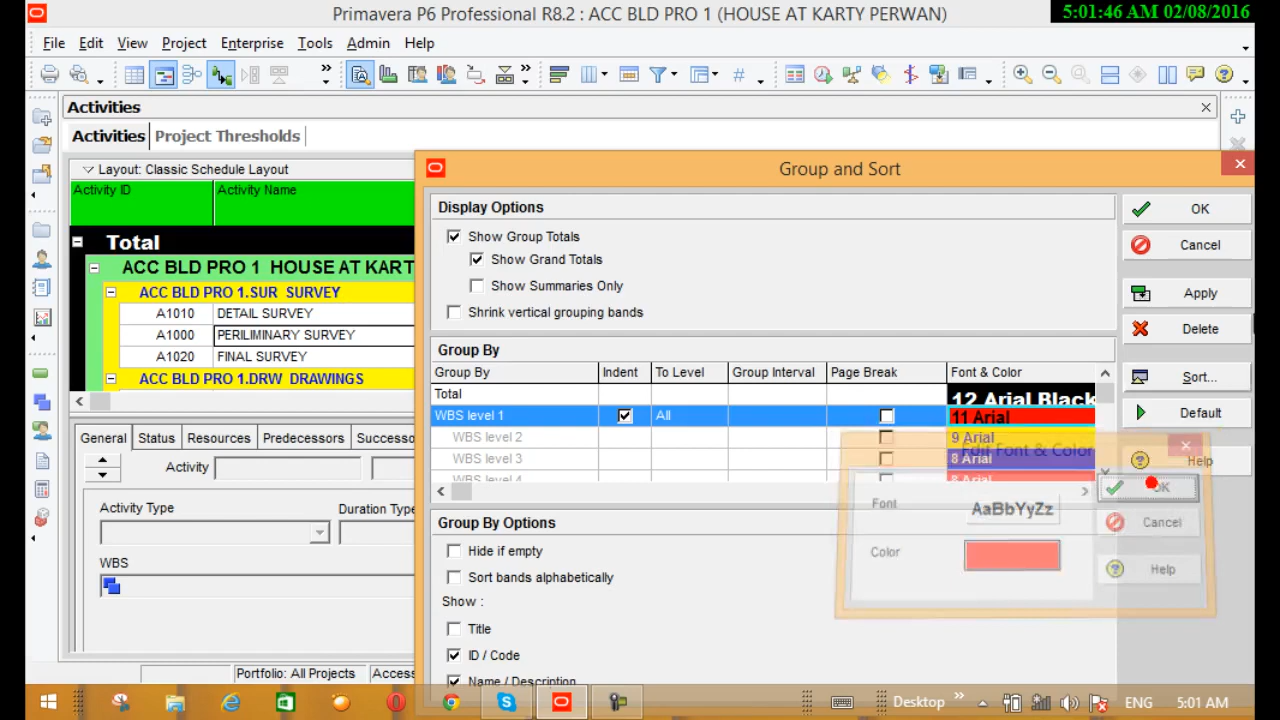 Primavera P6 Professional R8.2 : ACC BLD PRO 1 (HOUSE AT KARTY PERWAN)
5:01:46 AM 02/08/2016
File Edit View Project Enterprise Tools Admin Help
Activities
Activities Project Thresholds
Layout: Classic Schedule Layout
Activity ID Activity Name
Total
ACC BLD PRO 1 HOUSE AT KART
ACC BLD PRO 1.SUR SURVEY
A1010 DETAIL SURVEY
A1000 PERILIMINARY SURVEY
A1020 FINAL SURVEY
ACC BLD PRO 1.DRW DRAWINGS
General Status Resources Predecessors Successo
Activity
Activity Type Duration Type
WBS
Portfolio: All Projects Access
Group and Sort
Display Options
Show Group Totals
Show Grand Totals
Show Summaries Only
Shrink vertical grouping bands
Group By
Group By Indent To Level Group Interval Page Break Font & Color
Total 12 Arial Black
WBS level 1 All 11 Arial
WBS level 2 9 Arial
WBS level 3 8 Arial
WBS level 4 8 Arial
Group By Options
Hide if empty
Sort bands alphabetically
Show :
Title
ID / Code
Name / Description
OK
Cancel
Apply
Delete
Sort...
Default
Help
Edit Font & Color
Font AaBbYyZz
Color
OK
Cancel
Help
Desktop ENG 5:01 AM